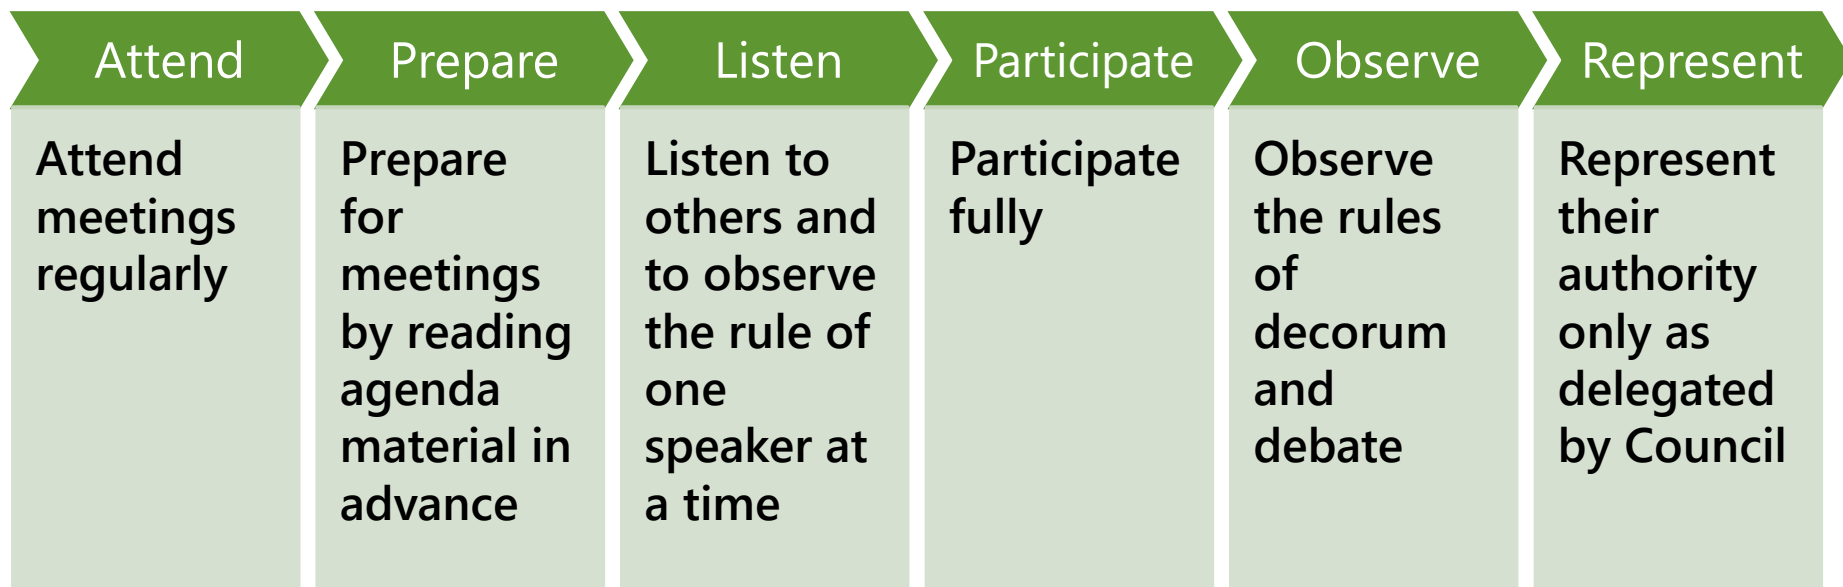 Attend
Attend
meetings
regularly
Prepare
Prepare
for
meetings
by reading
agenda
material in
advance
Listen
Listen to
others and
to observe
the rule of
one
speaker at
a time
Participate
Participate
fully
Observe
Observe
the rules
of
decorum
and
debate
Represent
Represent
their
authority
only as
delegated
by Council